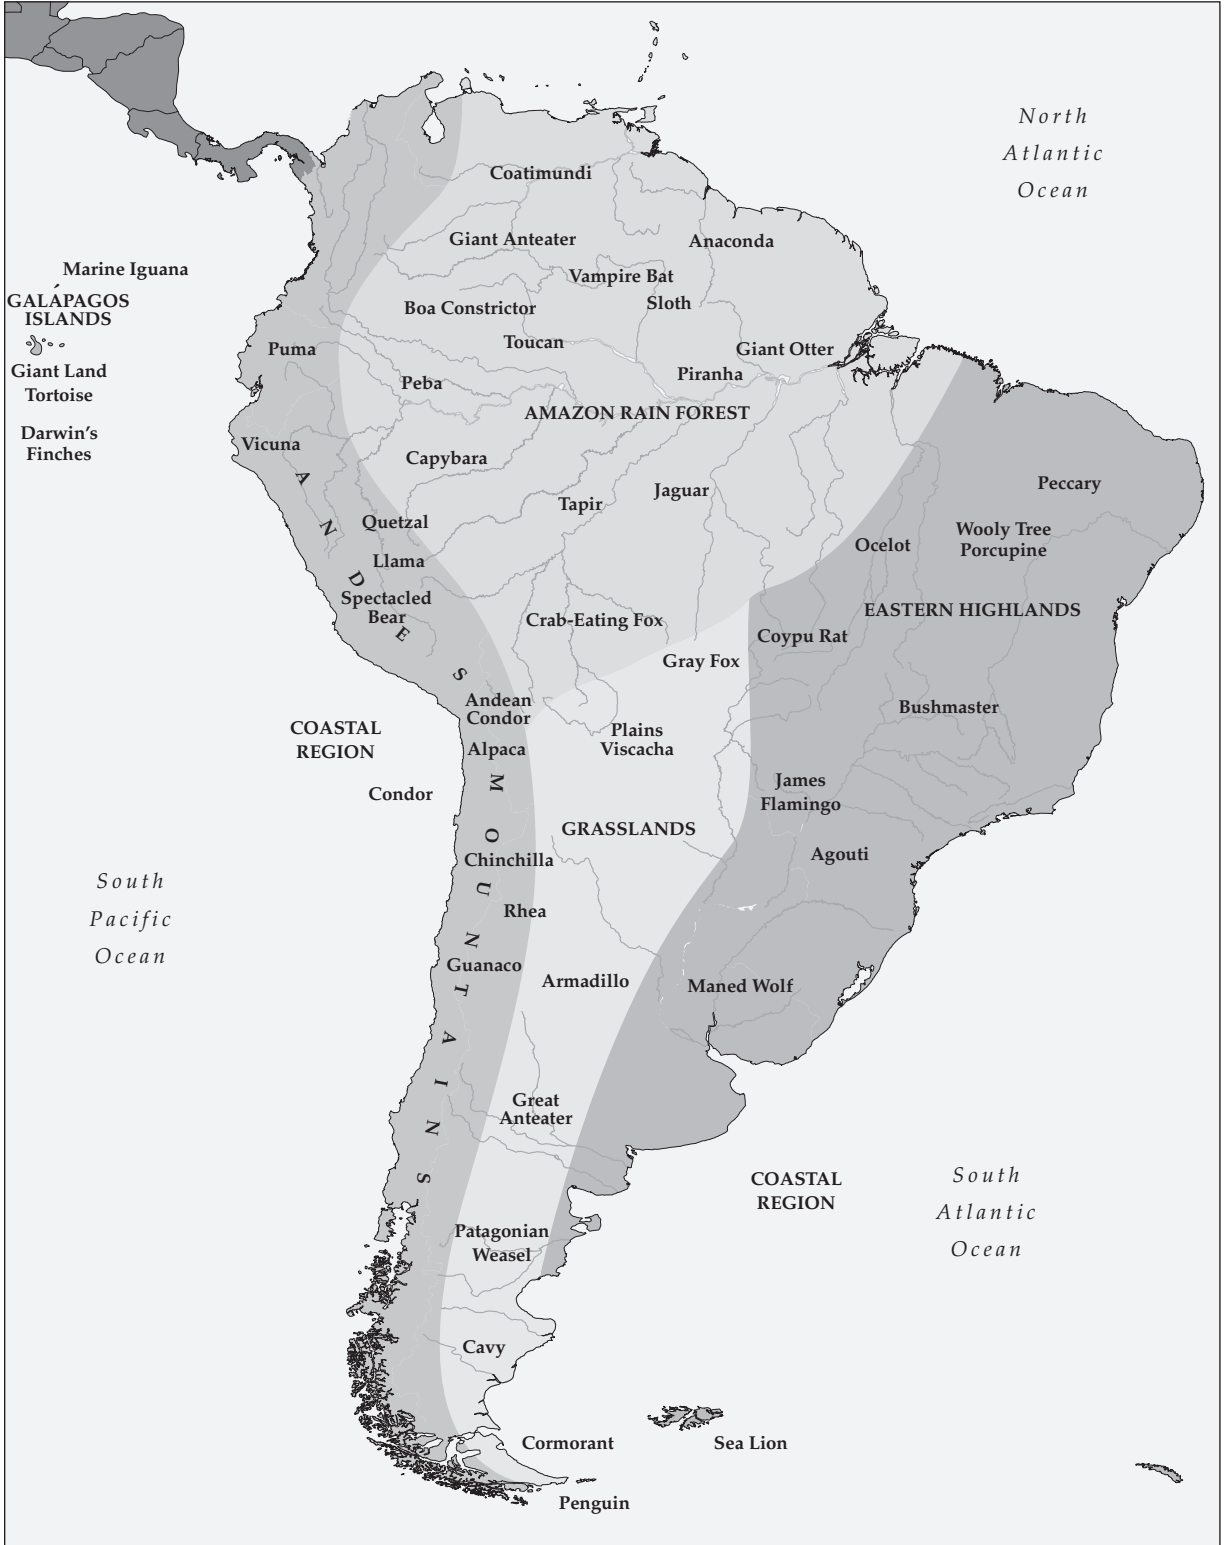 North
Atlantic
Ocean
Coatimundi
Giant Anteater
Anaconda
Marine Iguana
Vampire Bat
GALÁPAGOS
ISLANDS
Boa Constrictor
Sloth
Toucan
Puma
Giant Otter
Giant Land
Tortoise
Peba
Piranha
AMAZON RAIN FOREST
Darwin's
Finches
Vicuna
Capybara
Jaguar
Peccary
Tapir
Quetzal
Wooly Tree
Porcupine
Ocelot
Llama
Spectacled
Bear
EASTERN HIGHLANDS
Crab-Eating Fox
Coypu Rat
Gray Fox
ANDES MOUNTAINS
Andean
Condor
Bushmaster
COASTAL
REGION
Plains
Viscacha
Alpaca
Condor
James
Flamingo
GRASSLANDS
Chinchilla
Agouti
South
Pacific
Ocean
Rhea
Guanaco
Armadillo
Maned Wolf
Great
Anteater
COASTAL
REGION
South
Atlantic
Ocean
Patagonian
Weasel
Cavy
Cormorant
Sea Lion
Penguin